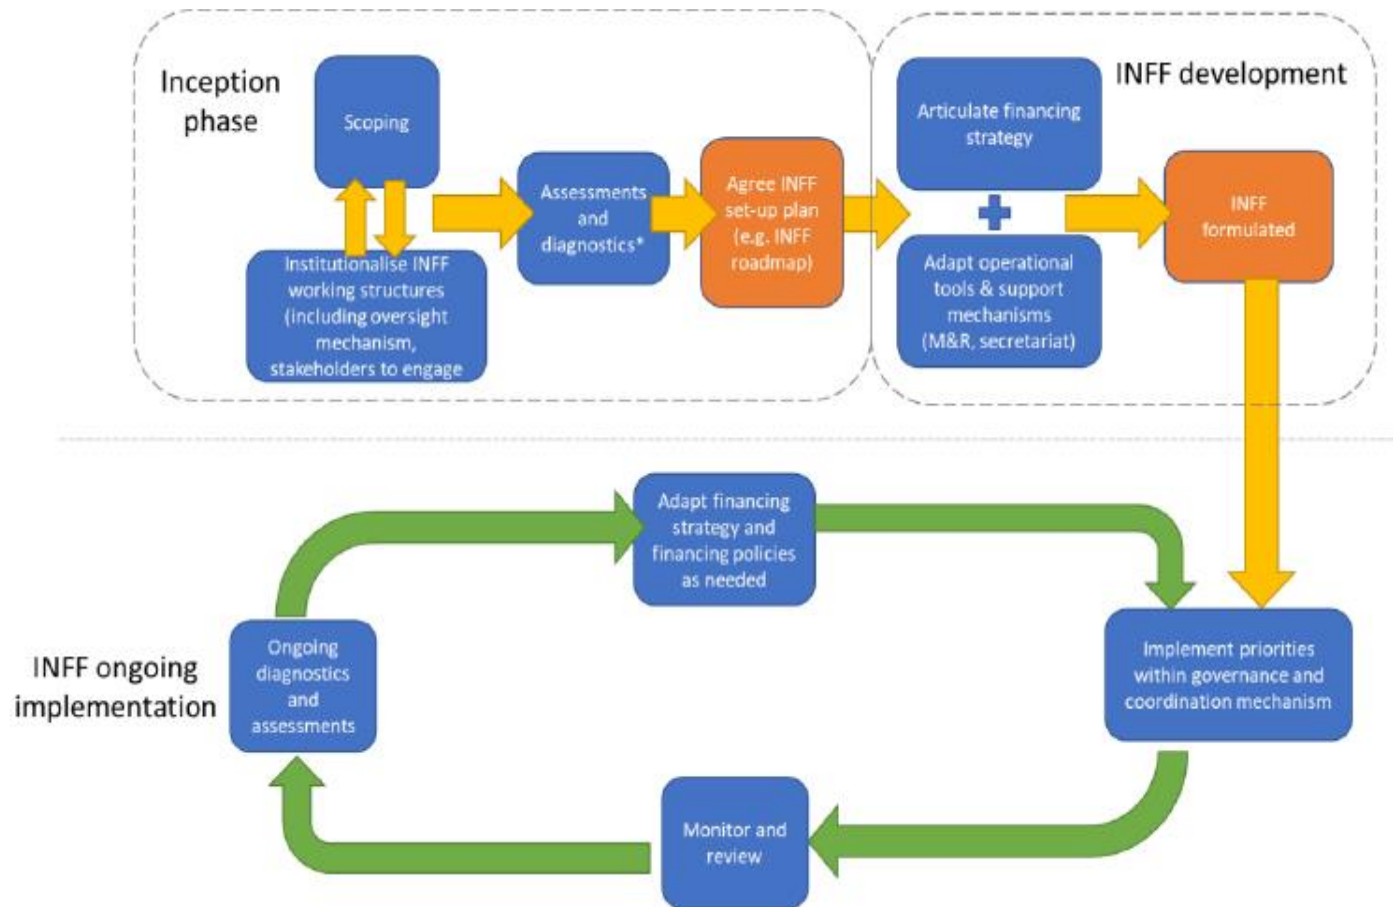 Inception
phase
Scoping
Institutionalise INFF
working structures
(including oversight
mechanism,
stakeholders to engage
Assessments
and
diagnostics*
Agree INFF
set-up plan
(e.g. INFF
roadmap)
INFF development
Articulate financing
strategy
Adapt operational
tools & support
mechanisms
(M&R, secretariat)
INFF
formulated
INFF ongoing
implementation
Adapt financing
strategy and
financing policies
as needed
Implement priorities
within governance and
coordination mechanism
Monitor and
review
Ongoing
diagnostics
and
assessments